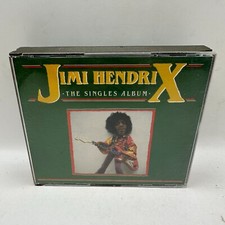 JIMI HENDRIX
·THE SINGLES ALBUM·